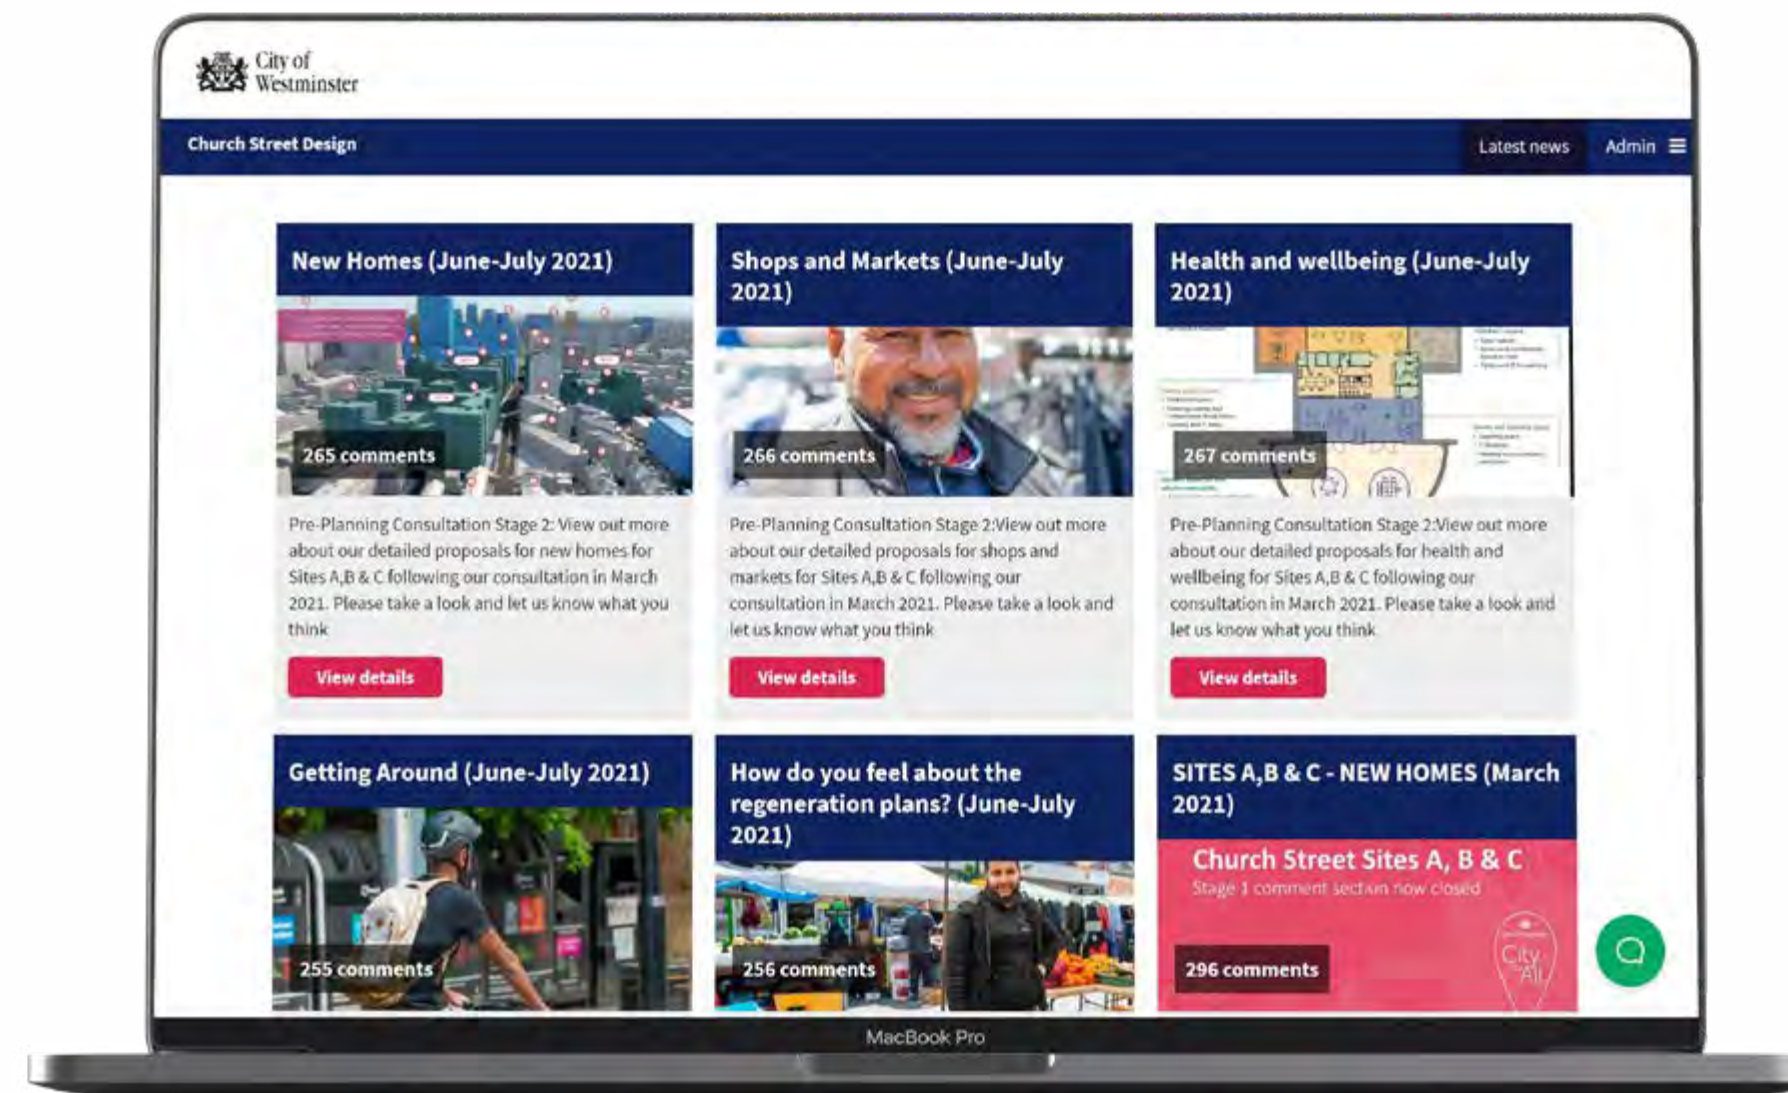 City of
Westminster
Church Street Design
Latest news
Admin
New Homes (June-July 2021)
265 comments
Pre-Planning Consultation Stage 2: View out more
about our detailed proposals for new homes for
Sites A,B & C following our consultation in March
2021. Please take a look and let us know what you
think
View details
Shops and Markets (June-July
2021)
266 comments
Pre-Planning Consultation Stage 2:View out more
about our detailed proposals for shops and
markets for Sites A,B & C following our
consultation in March 2021. Please take a look and
let us know what you think
View details
Health and wellbeing (June-July
2021)
267 comments
Pre-Planning Consultation Stage 2:View out more
about our detailed proposals for health and
wellbeing for Sites A,B & C following our
consultation in March 2021. Please take a look and
let us know what you think
View details
Getting Around (June-July 2021)
255 comments
How do you feel about the
regeneration plans? (June-July
2021)
256 comments
SITES A,B & C - NEW HOMES (March
2021)
Church Street Sites A, B & C
Stage 1 comment section now closed
City
All
296 comments
MacBook Pro